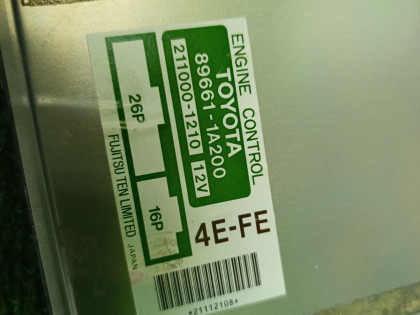 ENGINE CONTROL
TOYOTA
89661-1A200
211000-1210 12V
26P
16P
FUJITSU TEN LIMITED JAPAN
4E-FE
*21112108*